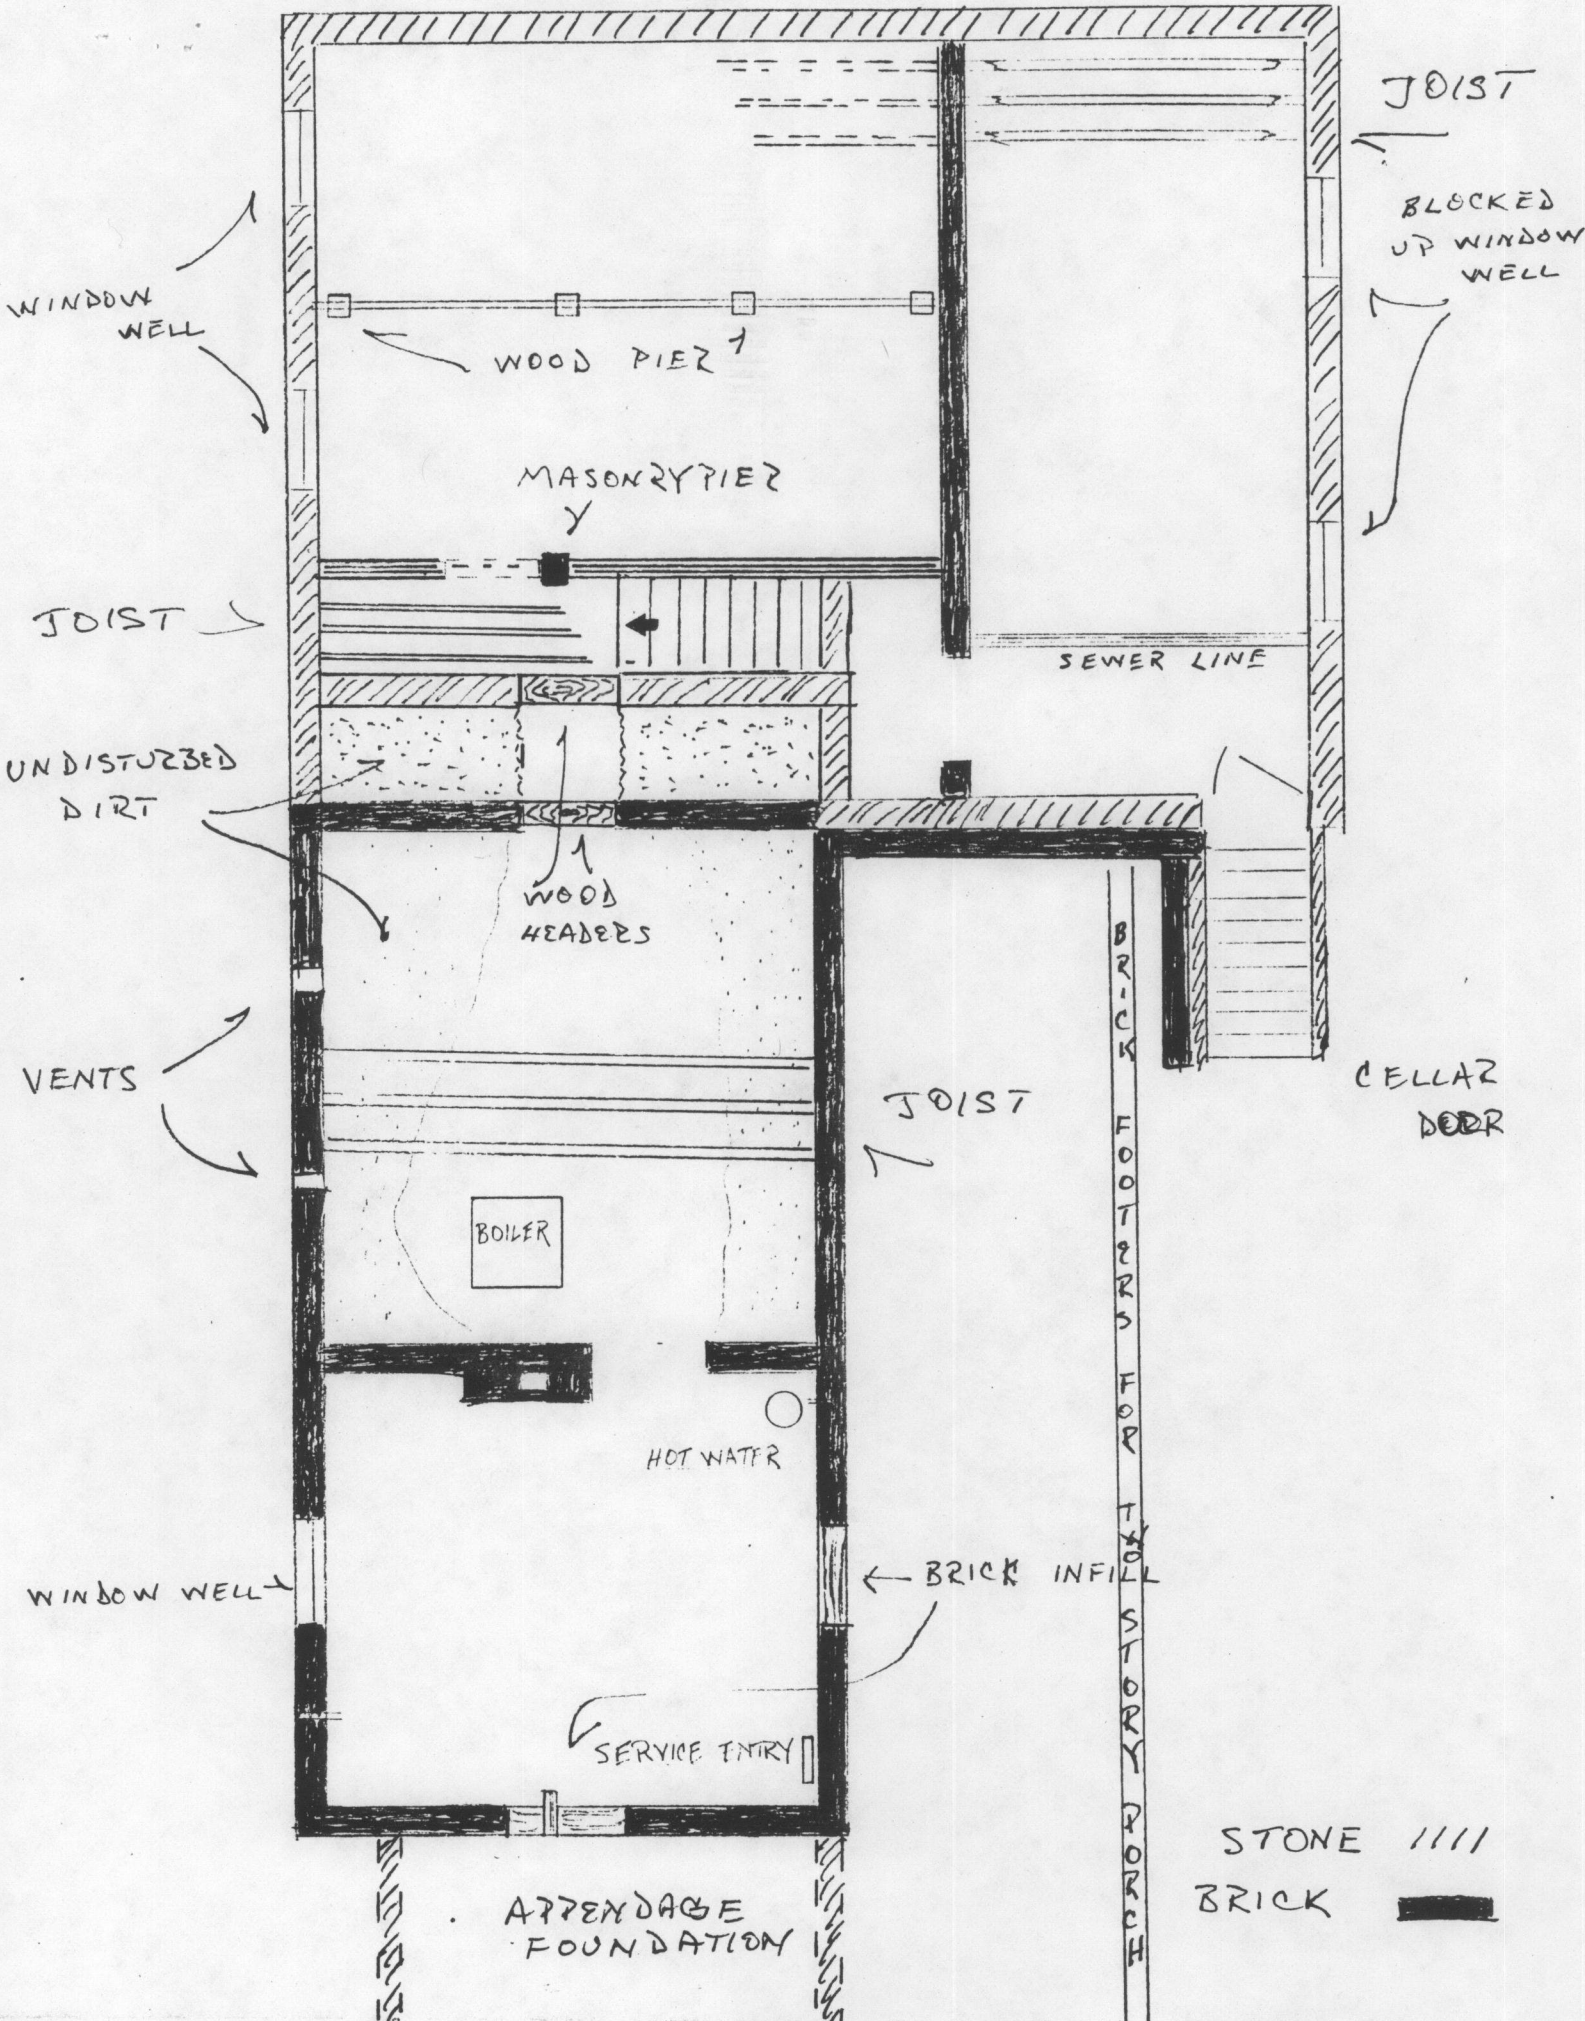 JOIST
BLOCKED
UP WINDOW
WELL
WINDOW
WELL
WOOD PIER
MASONRY PIER
JOIST
SEWER LINE
UNDISTURBED
DIRT
WOOD
HEADERS
BRICK FOOTERS FOR TWO STORY PORCH
VENTS
JOIST
CELLAR
DOOR
BOILER
HOT WATER
WINDOW WELL
BRICK INFILL
SERVICE ENTRY
STONE
BRICK
APPENDAGE
FOUNDATION